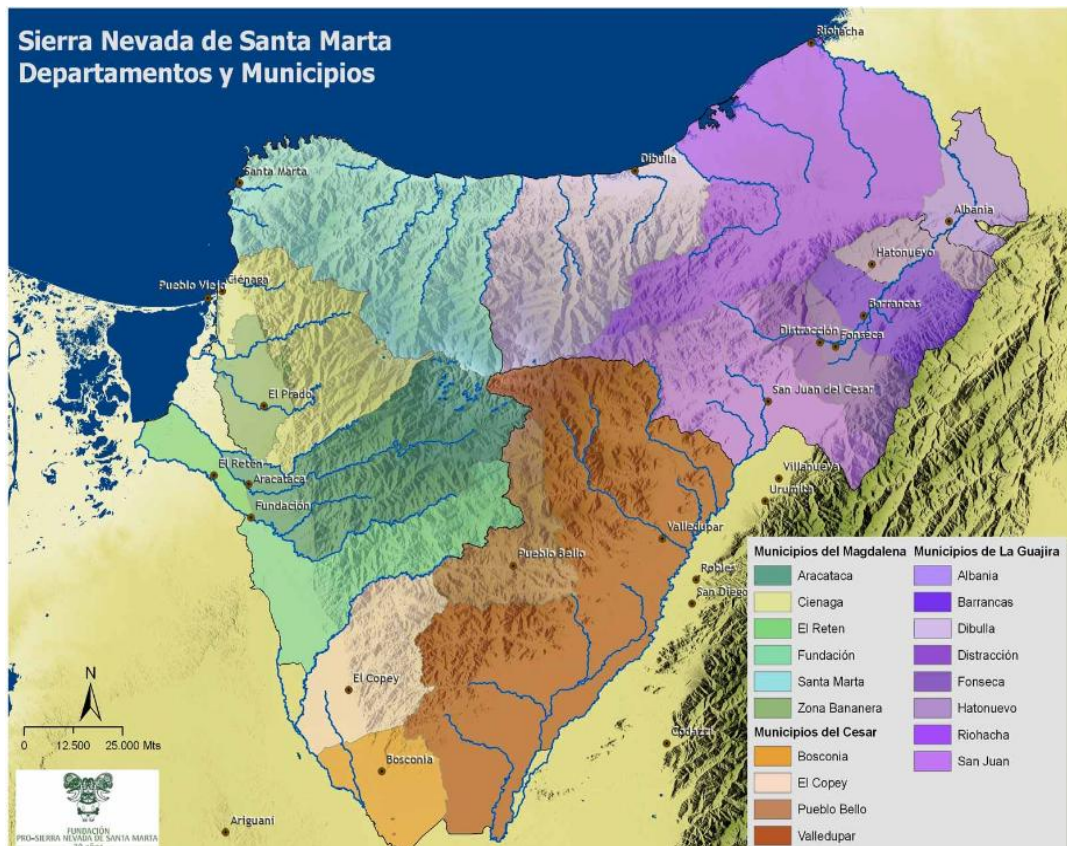 Sierra Nevada de Santa Marta
Departamentos y Municipios
Riohacha
Dibulla
Santa Marta
Albania
Hatonuevo
Pueblo Viejo
Ciénaga
Barrancas
Distracción
Fonseca
El Prado
San Juan del Cesar
El Reten
Aracataca
Villanueva
Urumita
Fundación
Valledupar
Pueblo Bello
Robles
San Diego
El Copey
Codazzi
Bosconia
Ariguaní
N
0 12.500 25.000 Mts
FUNDACIÓN
PRO-SIERRA NEVADA DE SANTA MARTA
Municipios del Magdalena
Aracataca
Cienaga
El Reten
Fundación
Santa Marta
Zona Bananera
Municipios del Cesar
Bosconia
El Copey
Pueblo Bello
Valledupar
Municipios de La Guajira
Albania
Barrancas
Dibulla
Distracción
Fonseca
Hatonuevo
Riohacha
San Juan